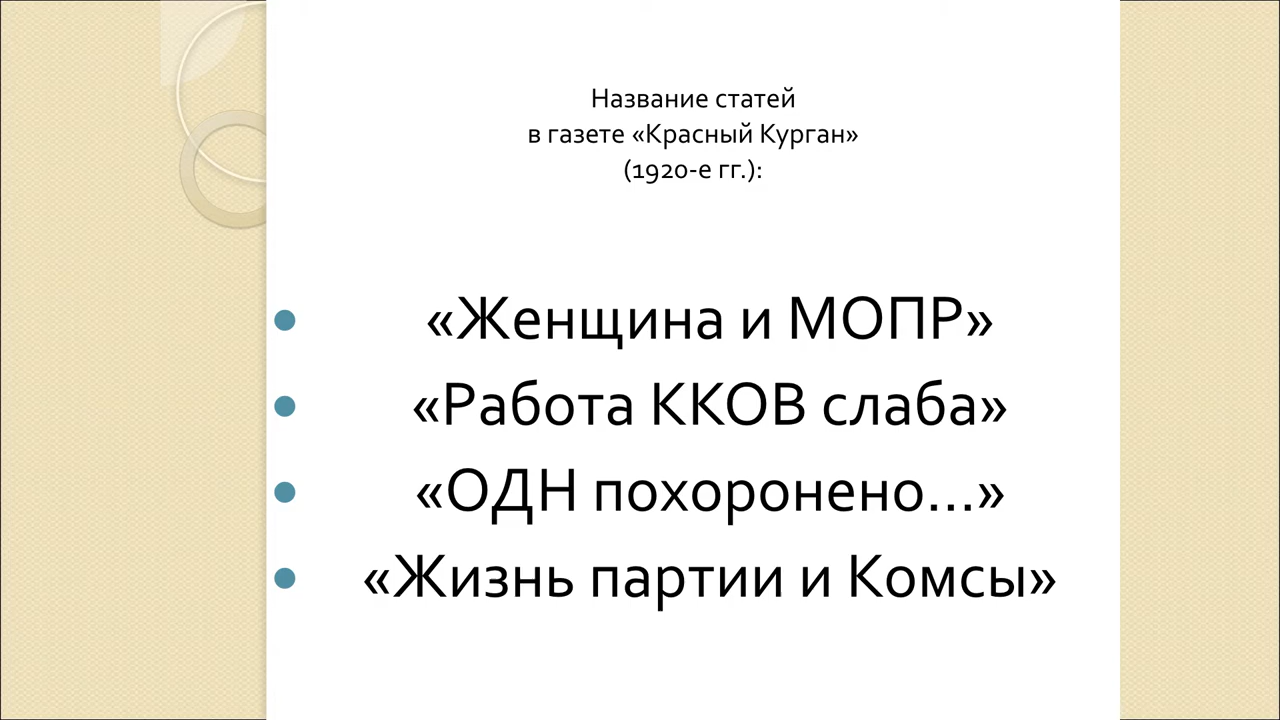 Название статей
в газете «Красный Курган»
(1920-е гг.):
• «Женщина и МОПР»
• «Работа ККОВ слаба»
• «ОДН похоронено...»
• «Жизнь партии и Комсы»